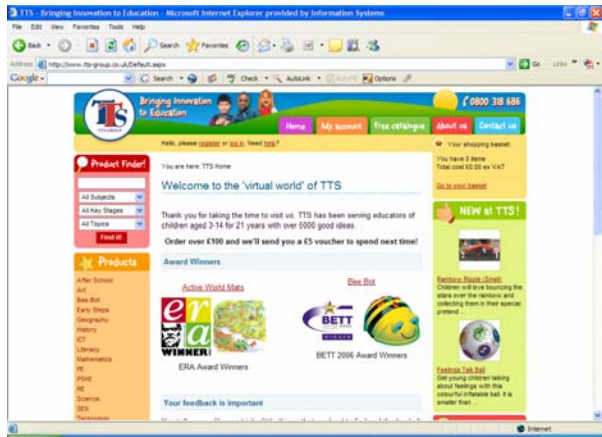 TTS - Bringing Innovation to Education - Microsoft Internet Explorer provided by Information Systems
File Edit View Favorites Tools Help
Back Search Favorites
Address http://www.tts-group.co.uk/Default.aspx Go Links
Google Search Check AutoLink Options
Bringing Innovation
to Education
0800 318 686
TTS
Home My account Free catalogue About us Contact us
Hello, please register or log in. Need help?
Your shopping basket:
Product Finder!
You are here: TTS Home
You have 0 items
Total cost £0.00 ex VAT
Welcome to the 'virtual world' of TTS
Go to your basket
All Subjects
All Key Stages
All Topics
Find it!
Thank you for taking the time to visit us. TTS has been serving educators of
children aged 3-14 for 21 years with over 5000 good ideas.
Order over £100 and we'll send you a £5 voucher to spend next time!
NEW at TTS!
Products
Award Winners
After School
Art
Bee-Bot
Early Steps
Geography
History
ICT
Literacy
Mathematics
PE
PSHE
RE
Science
SEN
Technology
Active World Mats
era
WINNER!
ERA Award Winners
Bee Bot
BETT
BETT 2006 Award Winners
Rainbow Ripple (Small)
Children will love bouncing the
stars over the rainbow and
collecting them in their special
pretend ...
Feelings Talk Ball
Get young children talking
about feelings with this
colourful inflatable ball. It is
smaller than ...
Your feedback is important
Internet